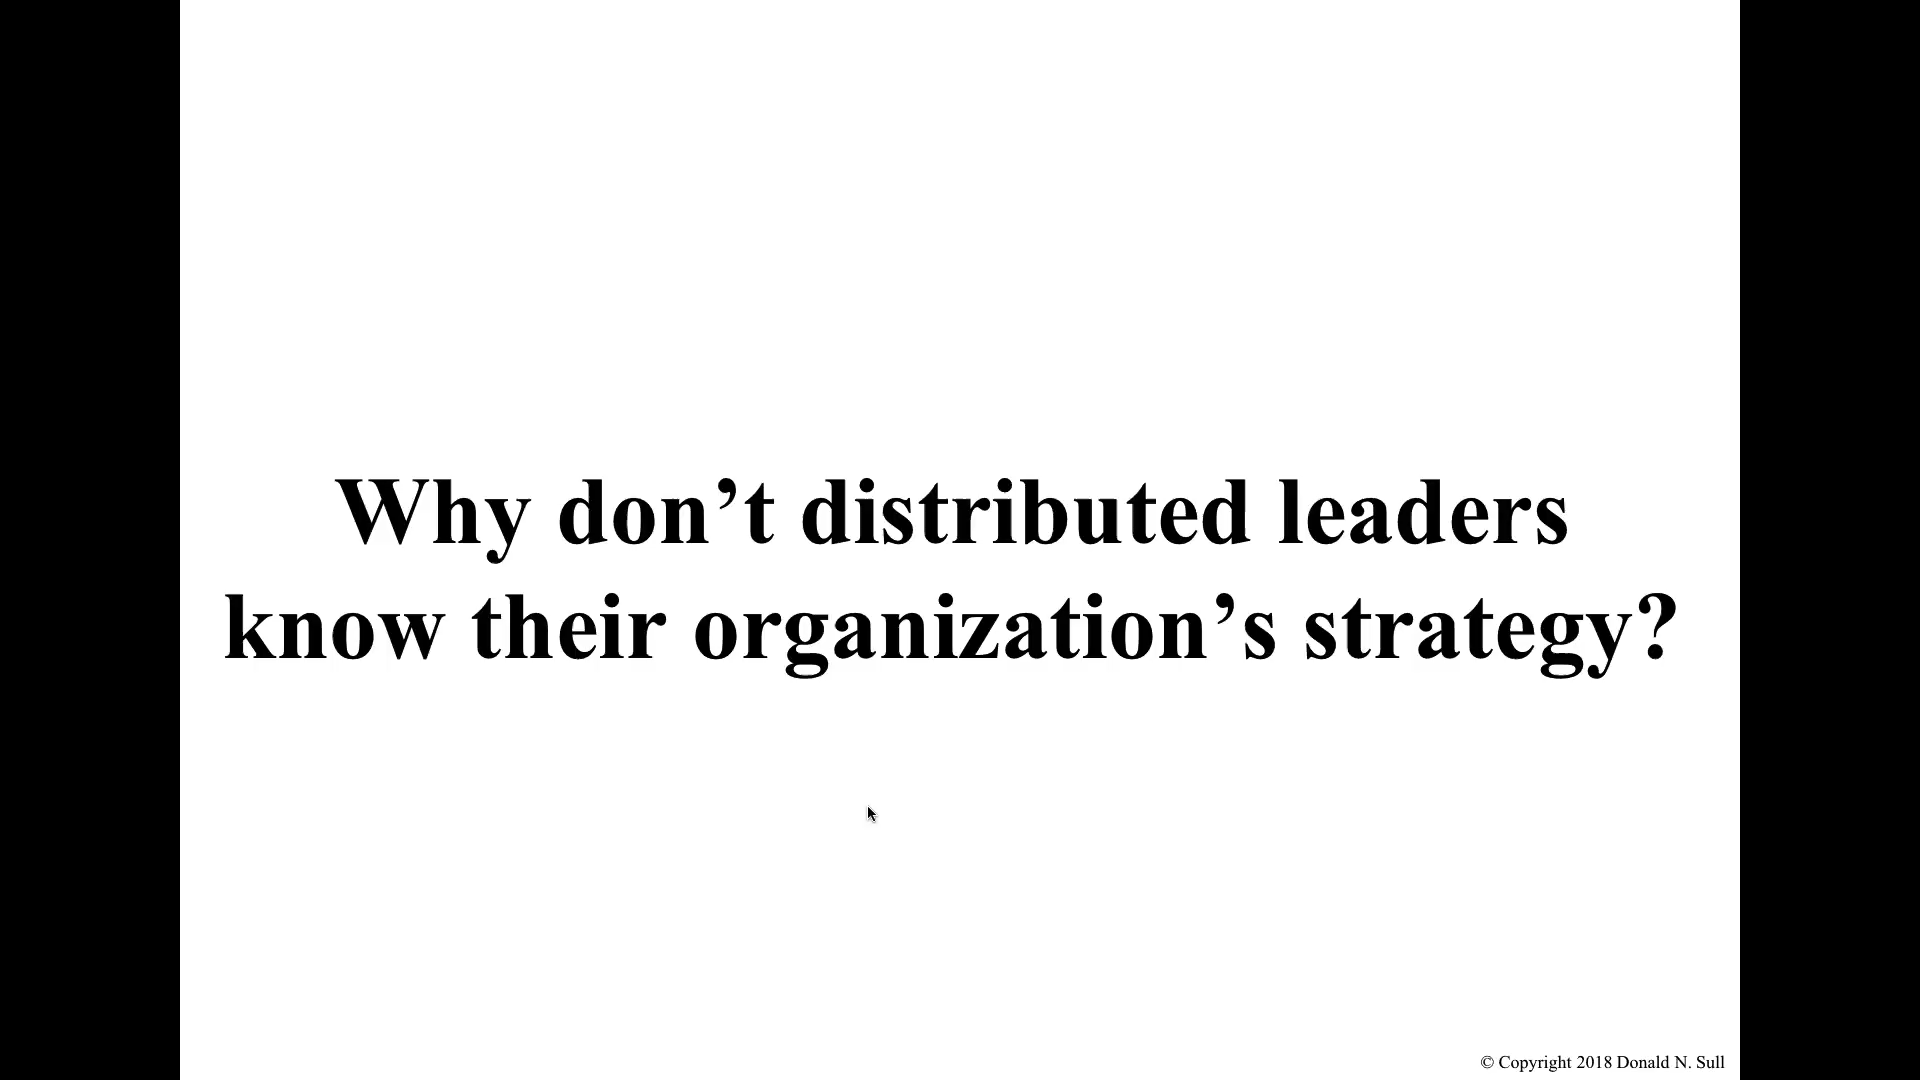 Why don’t distributed leaders
know their organization’s strategy?
© Copyright 2018 Donald N. Sull